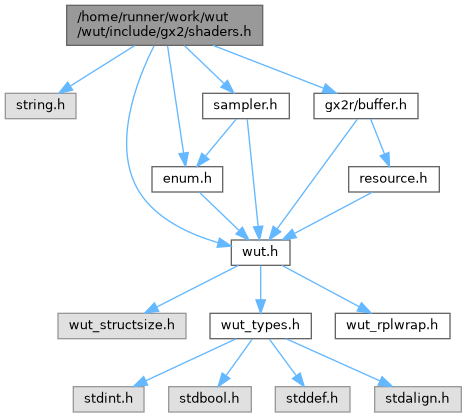 /home/runner/work/wut
/wut/include/gx2/shaders.h
string.h
sampler.h
gx2r/buffer.h
enum.h
resource.h
wut.h
wut_structsize.h
wut_types.h
wut_rplwrap.h
stdint.h
stdbool.h
stddef.h
stdalign.h